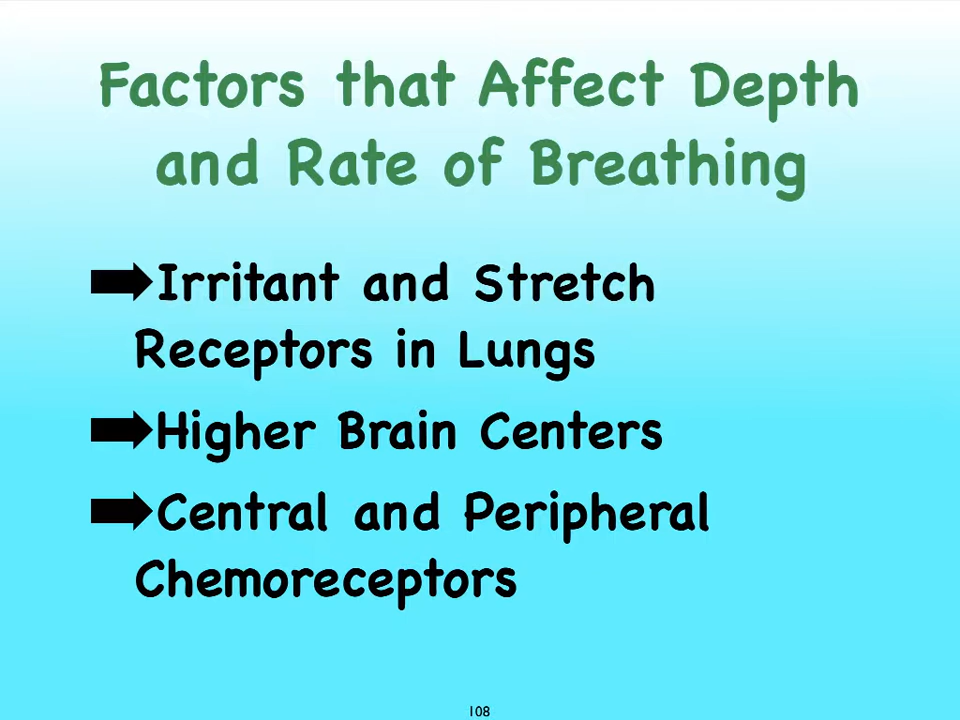 Factors that Affect Depth
and Rate of Breathing
Irritant and Stretch
Receptors in Lungs
Higher Brain Centers
Central and Peripheral
Chemoreceptors
108